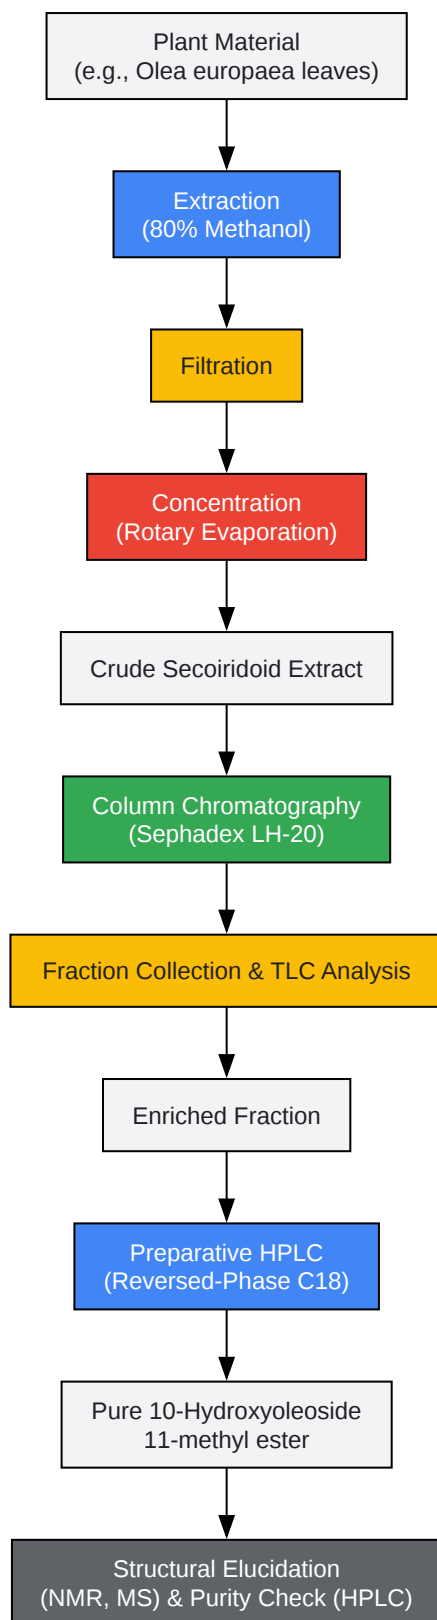 Plant Material
(e.g., Olea europaea leaves)
Extraction
(80% Methanol)
Filtration
Concentration
(Rotary Evaporation)
Crude Secoiridoid Extract
Column Chromatography
(Sephadex LH-20)
Fraction Collection & TLC Analysis
Enriched Fraction
Preparative HPLC
(Reversed-Phase C18)
Pure 10-Hydroxyoleoside
11-methyl ester
Structural Elucidation
(NMR, MS) & Purity Check (HPLC)